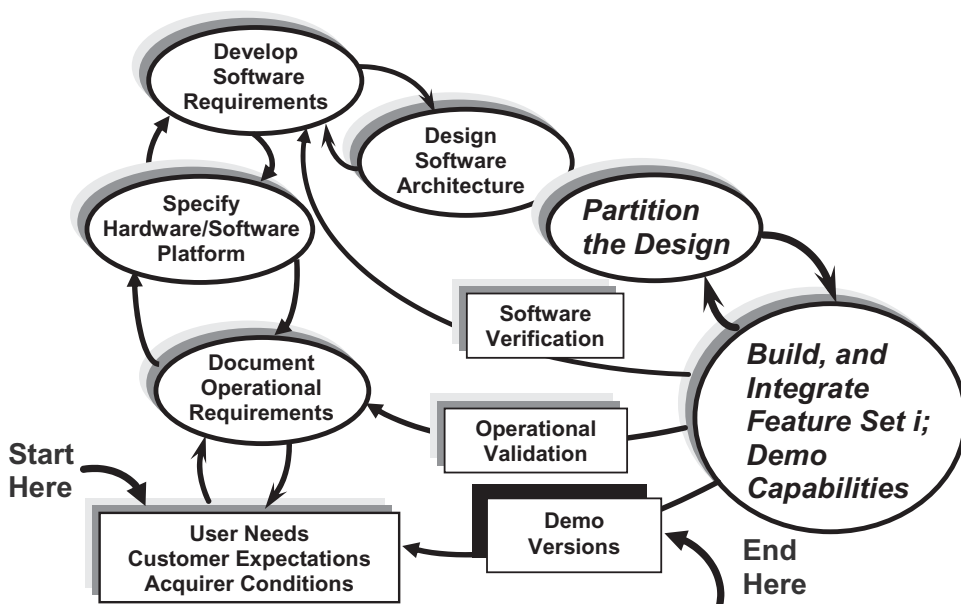 Develop
Software
Requirements
Design
Software
Architecture
Specify
Hardware/Software
Platform
Partition
the Design
Software
Verification
Build, and
Integrate
Feature Set i;
Demo
Capabilities
Document
Operational
Requirements
Operational
Validation
Start
Here
User Needs
Customer Expectations
Acquirer Conditions
Demo
Versions
End
Here